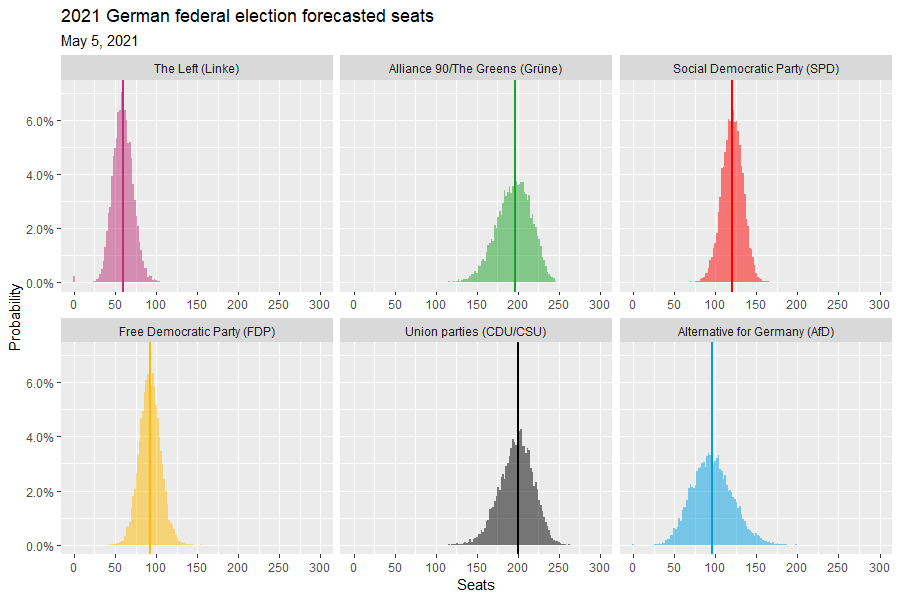 2021 German federal election forecasted seats
May 5, 2021
The Left (Linke)
Alliance 90/The Greens (Grüne)
Social Democratic Party (SPD)
6.0%
4.0%
2.0%
0.0%
0 50 100 150 200 250 300
0 50 100 150 200 250 300
0 50 100 150 200 250 300
Probability
Free Democratic Party (FDP)
Union parties (CDU/CSU)
Alternative for Germany (AfD)
6.0%
4.0%
2.0%
0.0%
0 50 100 150 200 250 300
0 50 100 150 200 250 300
0 50 100 150 200 250 300
Seats